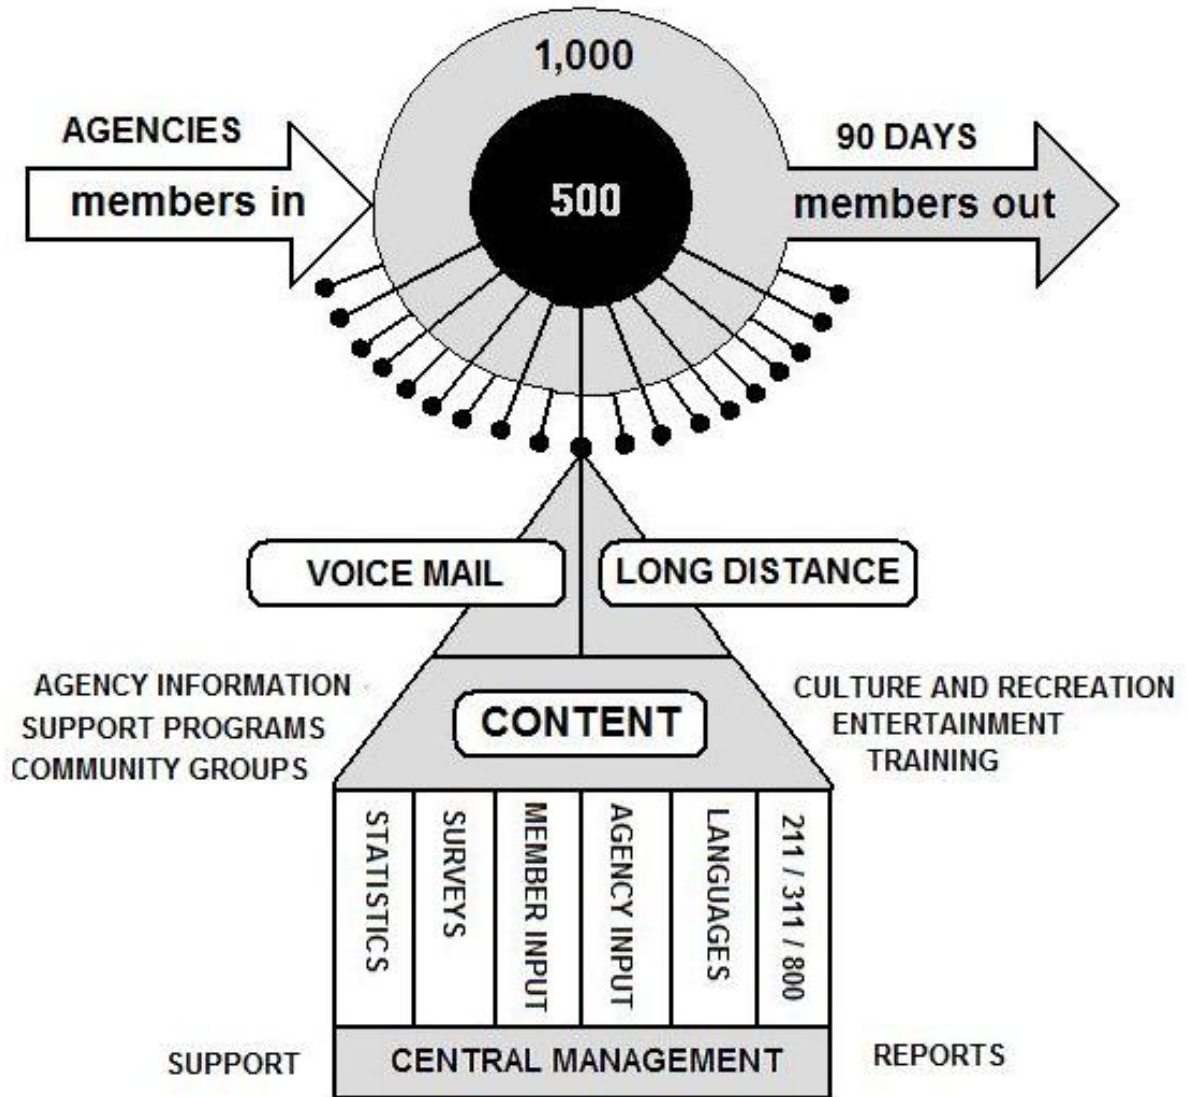 1,000
AGENCIES
90 DAYS
members in
500
members out
VOICE MAIL
LONG DISTANCE
AGENCY INFORMATION
SUPPORT PROGRAMS
COMMUNITY GROUPS
CONTENT
CULTURE AND RECREATION
ENTERTAINMENT
TRAINING
STATISTICS
SURVEYS
MEMBER INPUT
AGENCY INPUT
LANGUAGES
211 / 311 / 800
SUPPORT
CENTRAL MANAGEMENT
REPORTS